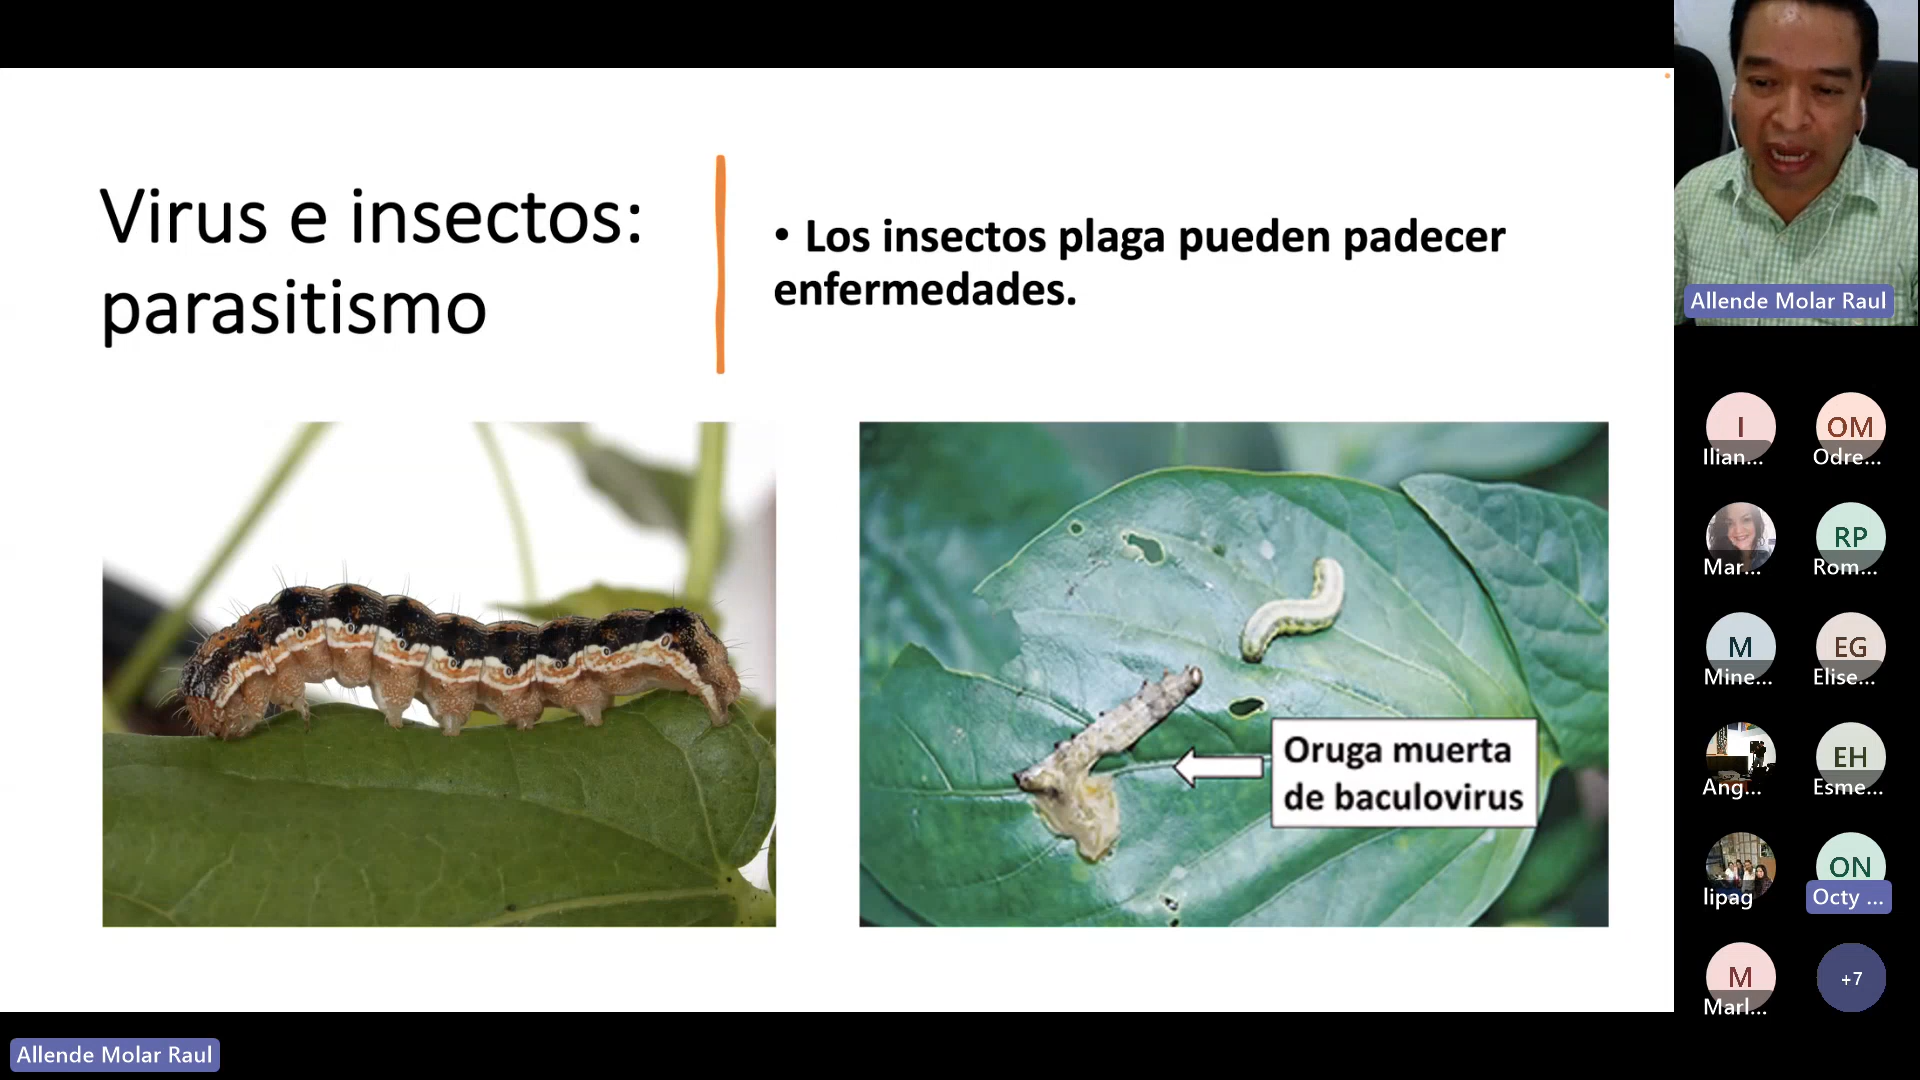 Virus e insectos:
parasitismo
• Los insectos plaga pueden padecer
enfermedades.
Oruga muerta
de baculovirus
Allende Molar Raul
I
Ilian...
OM
Odre...
Mar...
RP
Rom...
M
Mine...
EG
Elise...
Ang...
EH
Esme...
lipag
ON
Octy ...
M
Marl...
+7
Allende Molar Raul